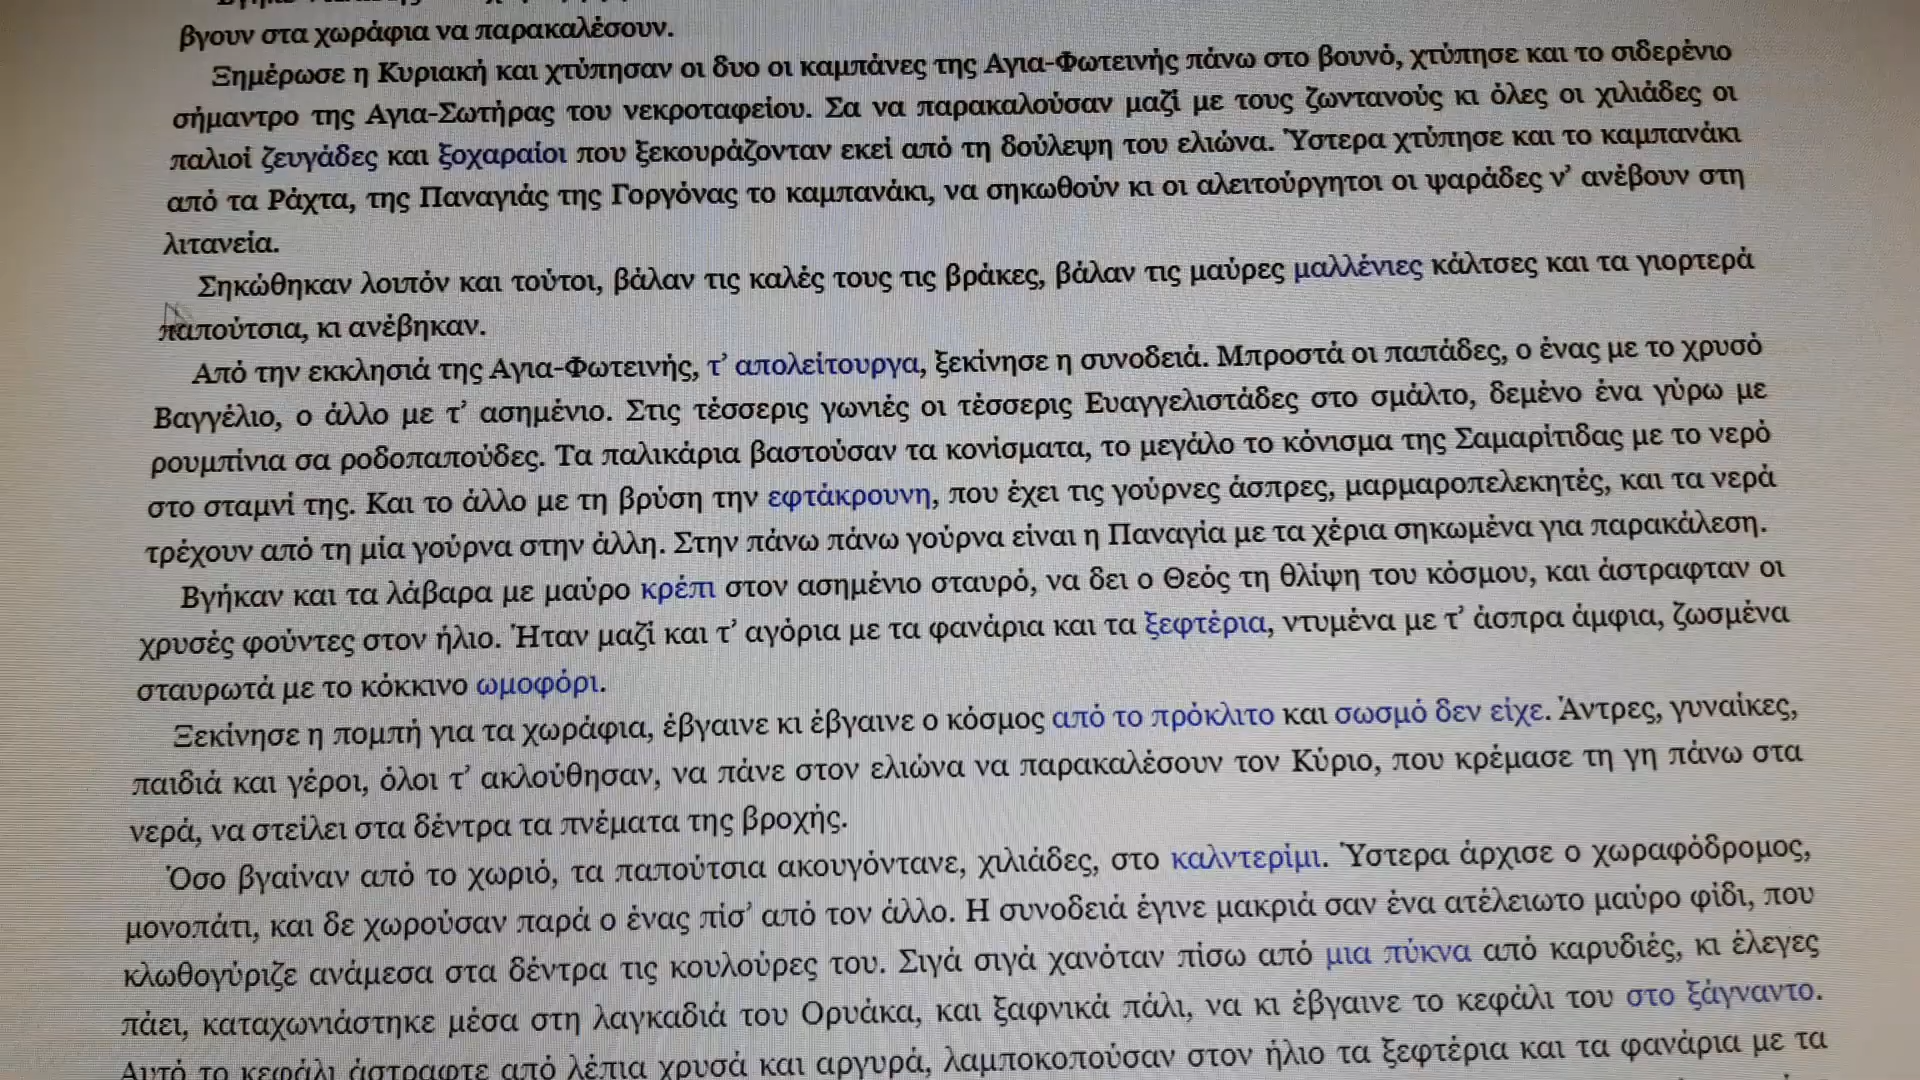 βγουν στα χωράφια να παρακαλέσουν.
Ξημέρωσε η Κυριακή και χτύπησαν οι δυο οι καμπάνες της Αγια-Φωτεινής πάνω στο βουνό, χτύπησε και το σιδερένιο
σήμαντρο της Αγια-Σωτήρας του νεκροταφείου. Σα να παρακαλούσαν μαζί με τους ζωντανούς κι όλες οι χιλιάδες οι
παλιοί ζευγάδες και ξοχαραίοι που ξεκουράζονταν εκεί από τη δούλεψη του ελιώνα. Ύστερα χτύπησε και το καμπανάκι
από τα Ράχτα, της Παναγιάς της Γοργόνας το καμπανάκι, να σηκωθούν κι οι αλειτούργητοι οι ψαράδες ν’ ανέβουν στη
λιτανεία.
Σηκώθηκαν λοιπόν και τούτοι, βάλαν τις καλές τους τις βράκες, βάλαν τις μαύρες μαλλένιες κάλτσες και τα γιορτερά
παπούτσια, κι ανέβηκαν.
Από την εκκλησιά της Αγια-Φωτεινής, τ’ απολείτουργα, ξεκίνησε η συνοδειά. Μπροστά οι παπάδες, ο ένας με το χρυσό
Βαγγέλιο, ο άλλο με τ’ ασημένιο. Στις τέσσερις γωνιές οι τέσσερις Ευαγγελιστάδες στο σμάλτο, δεμένο ένα γύρω με
ρουμπίνια σα ροδοπαπούδες. Τα παλικάρια βαστούσαν τα κονίσματα, το μεγάλο το κόνισμα της Σαμαρίτιδας με το νερό
στο σταμνί της. Και το άλλο με τη βρύση την εφτάκρουνη, που έχει τις γούρνες άσπρες, μαρμαροπελεκητές, και τα νερά
τρέχουν από τη μία γούρνα στην άλλη. Στην πάνω πάνω γούρνα είναι η Παναγία με τα χέρια σηκωμένα για παρακάλεση.
Βγήκαν και τα λάβαρα με μαύρο κρέπι στον ασημένιο σταυρό, να δει ο Θεός τη θλίψη του κόσμου, και άστραφταν οι
χρυσές φούντες στον ήλιο. Ήταν μαζί και τ’ αγόρια με τα φανάρια και τα ξεφτέρια, ντυμένα με τ’ άσπρα άμφια, ζωσμένα
σταυρωτά με το κόκκινο ωμοφόρι.
Ξεκίνησε η πομπή για τα χωράφια, έβγαινε κι έβγαινε ο κόσμος από το πρόκλιτο και σωσμό δεν είχε. Άντρες, γυναίκες,
παιδιά και γέροι, όλοι τ’ ακλούθησαν, να πάνε στον ελιώνα να παρακαλέσουν τον Κύριο, που κρέμασε τη γη πάνω στα
νερά, να στείλει στα δέντρα τα πνέματα της βροχής.
Όσο βγαίναν από το χωριό, τα παπούτσια ακουγόντανε, χιλιάδες, στο καλντερίμι. Ύστερα άρχισε ο χωραφόδρομος,
μονοπάτι, και δε χωρούσαν παρά ο ένας πίσ’ από τον άλλο. Η συνοδειά έγινε μακριά σαν ένα ατέλειωτο μαύρο φίδι, που
κλωθογύριζε ανάμεσα στα δέντρα τις κουλούρες του. Σιγά σιγά χανόταν πίσω από μια πύκνα από καρυδιές, κι έλεγες
πάει, καταχωνιάστηκε μέσα στη λαγκαδιά του Ορυάκα, και ξαφνικά πάλι, να κι έβγαινε το κεφάλι του στο ξάγναντο.
Αυτό το κεφάλι άστραφτε από λέπια χρυσά και αργυρά, λαμποκοπούσαν στον ήλιο τα ξεφτέρια και τα φανάρια με τα